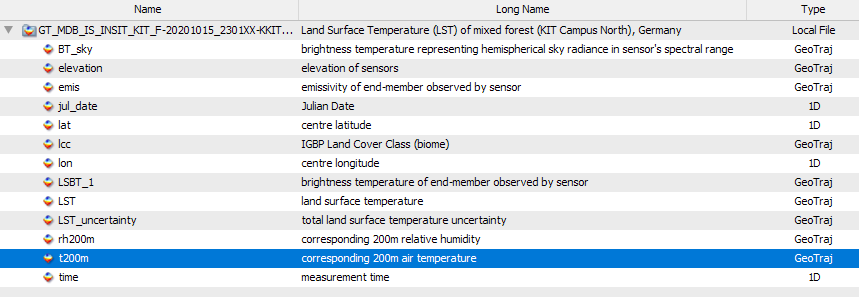 Name Long Name Type
GT_MDB_IS_INSIT_KIT_F-20201015_2301XX-KKIT... Land Surface Temperature (LST) of mixed forest (KIT Campus North), Germany Local File
BT_sky brightness temperature representing hemispherical sky radiance in sensor's spectral range GeoTraj
elevation elevation of sensors GeoTraj
emis emissivity of end-member observed by sensor GeoTraj
jul_date Julian Date 1D
lat centre latitude 1D
lcc IGBP Land Cover Class (biome) GeoTraj
lon centre longitude 1D
LSBT_1 brightness temperature of end-member observed by sensor GeoTraj
LST land surface temperature GeoTraj
LST_uncertainty total land surface temperature uncertainty GeoTraj
rh200m corresponding 200m relative humidity GeoTraj
t200m corresponding 200m air temperature GeoTraj
time measurement time 1D